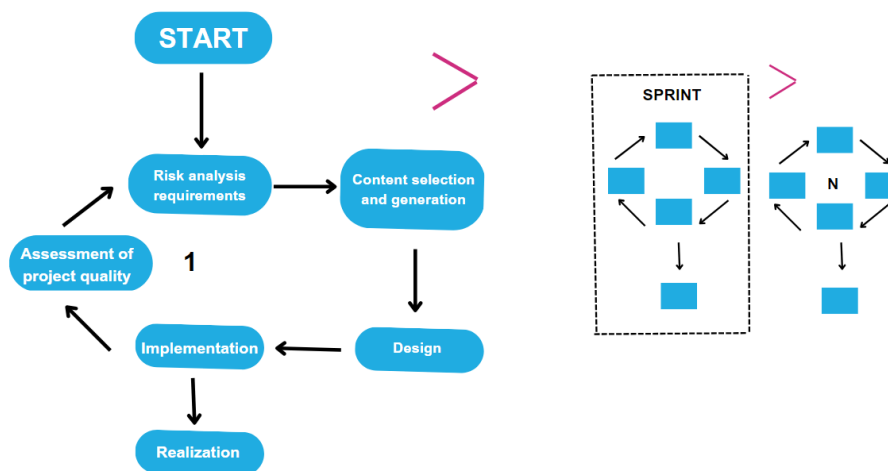 START
Risk analysis
requirements
Content selection
and generation
Assessment of
project quality
1
Implementation
Design
Realization
SPRINT
N